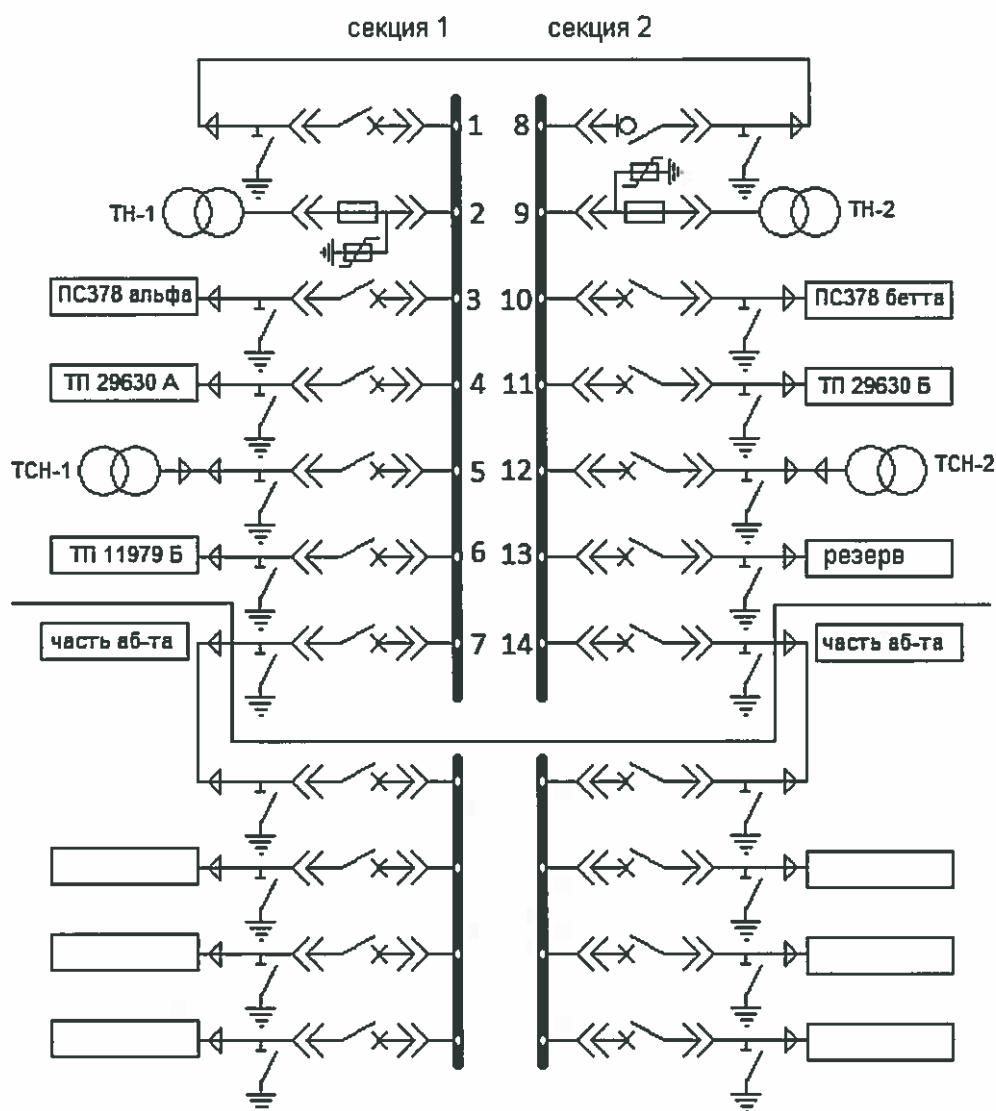 секция 1 секция 2
1 8
ТН-1 2 9 ТН-2
ПС378 альфа 3 10 ПС378 бетта
ТП 29630 А 4 11 ТП 29630 Б
ТСН-1 5 12 ТСН-2
ТП 11979 Б 6 13 резерв
часть аб-та 7 14 часть аб-та